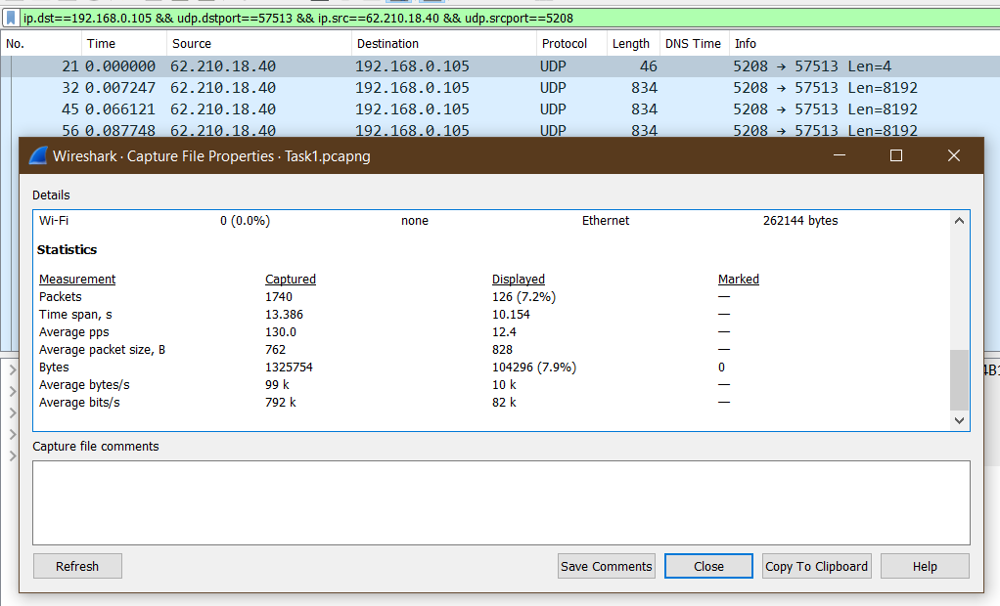 ip.dst==192.168.0.105 && udp.dstport==57513 && ip.src==62.210.18.40 && udp.srcport==5208
No. Time Source Destination Protocol Length DNS Time Info
21 0.000000 62.210.18.40 192.168.0.105 UDP 46 5208 → 57513 Len=4
32 0.007247 62.210.18.40 192.168.0.105 UDP 834 5208 → 57513 Len=8192
45 0.066121 62.210.18.40 192.168.0.105 UDP 834 5208 → 57513 Len=8192
56 0.087748 62.210.18.40 192.168.0.105 UDP 834 5208 → 57513 Len=8192
Wireshark · Capture File Properties · Task1.pcapng
Details
Wi-Fi 0 (0.0%) none Ethernet 262144 bytes
Statistics
Measurement Captured Displayed Marked
Packets 1740 126 (7.2%) —
Time span, s 13.386 10.154 —
Average pps 130.0 12.4 —
Average packet size, B 762 828 —
Bytes 1325754 104296 (7.9%) 0
Average bytes/s 99 k 10 k —
Average bits/s 792 k 82 k —
Capture file comments
Refresh Save Comments Close Copy To Clipboard Help